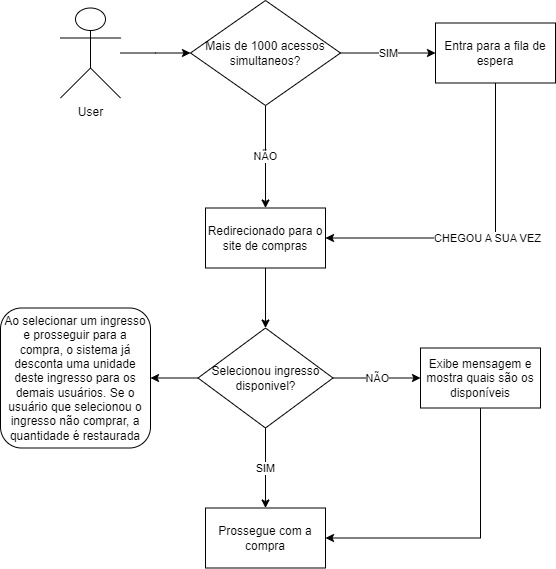 Mais de 1000 acessos
simultaneos?
SIM
Entra para a fila de
espera
User
NÃO
Redirecionado para o
site de compras
CHEGOU A SUA VEZ
Ao selecionar um ingresso
e prosseguir para a
compra, o sistema já
desconta uma unidade
deste ingresso para os
demais usuários. Se o
usuário que selecionou o
ingresso não comprar, a
quantidade é restaurada
Selecionou ingresso
disponivel?
NÃO
Exibe mensagem e
mostra quais são os
disponíveis
SIM
Prossegue com a
compra